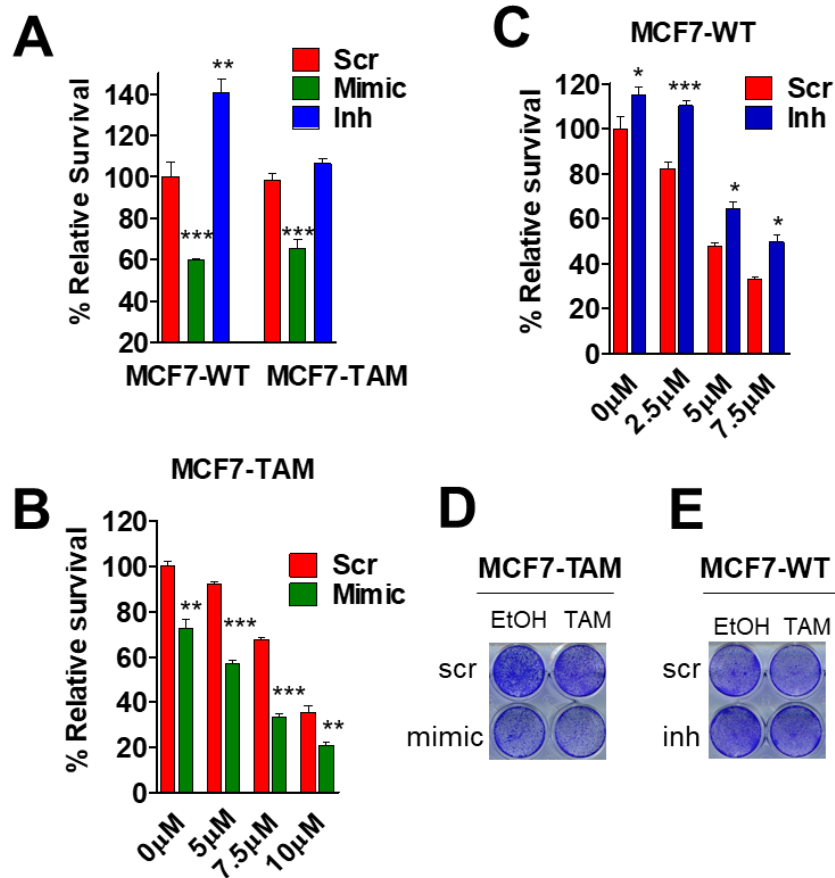 A
Scr
Mimic
Inh
% Relative Survival
140
120
100
80
60
40
20
**
***
***
MCF7-WT
MCF7-TAM
B
MCF7-TAM
Scr
Mimic
% Relative survival
120
100
80
60
40
20
0
**
***
***
**
0µM
5µM
7.5µM
10µM
C
MCF7-WT
Scr
Inh
% Relative survival
120
100
80
60
40
20
0
*
***
*
*
0µM
2.5µM
5µM
7.5µM
D
MCF7-TAM
EtOH TAM
scr
mimic
E
MCF7-WT
EtOH TAM
scr
inh